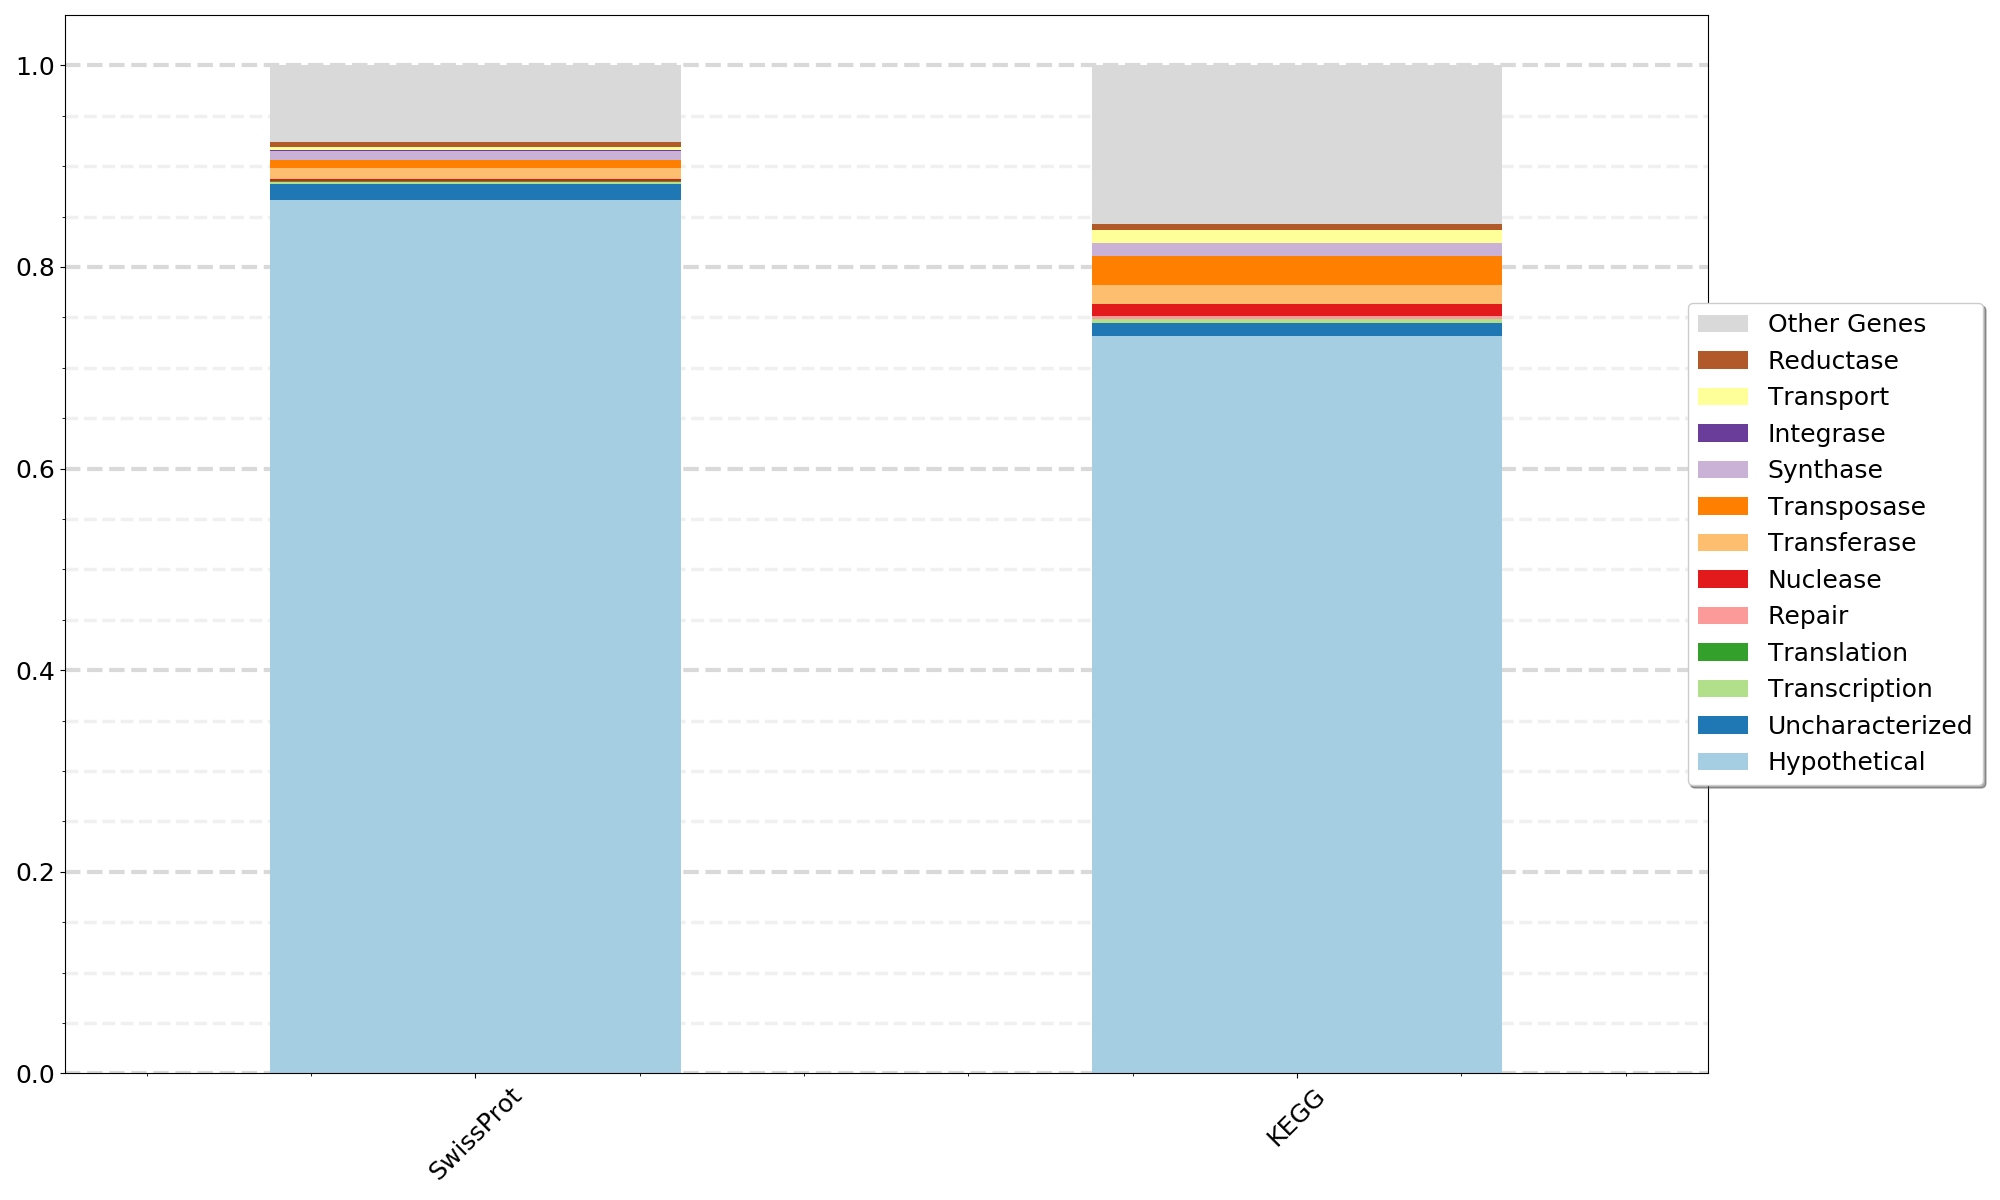 1.0
0.8
0.6
0.4
0.2
0.0
SwissProt
KEGG
Other Genes
Reductase
Transport
Integrase
Synthase
Transposase
Transferase
Nuclease
Repair
Translation
Transcription
Uncharacterized
Hypothetical